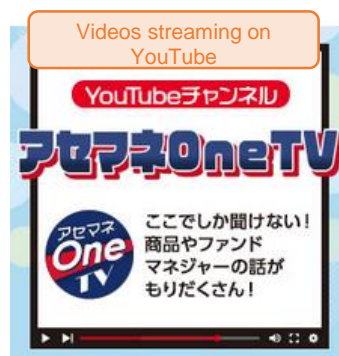 Videos streaming on
YouTube
YouTubeチャンネル
アセマネOneTV
アセマネ
One
TV
ここでしか聞けない!
商品やファンド
マネジャーの話が
もりだくさん!